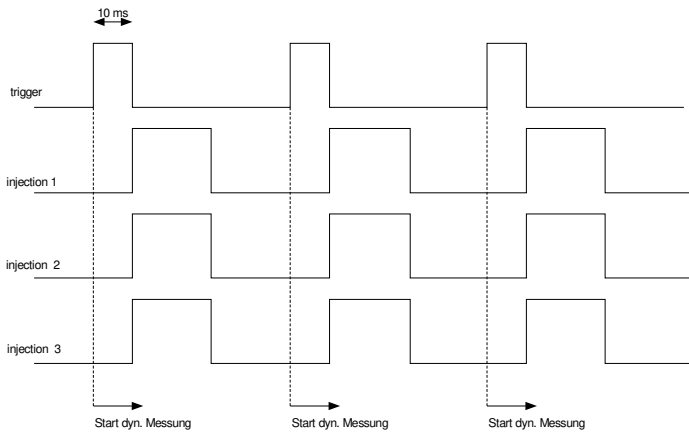 10 ms
trigger
injection 1
injection 2
injection 3
Start dyn. Messung
Start dyn. Messung
Start dyn. Messung